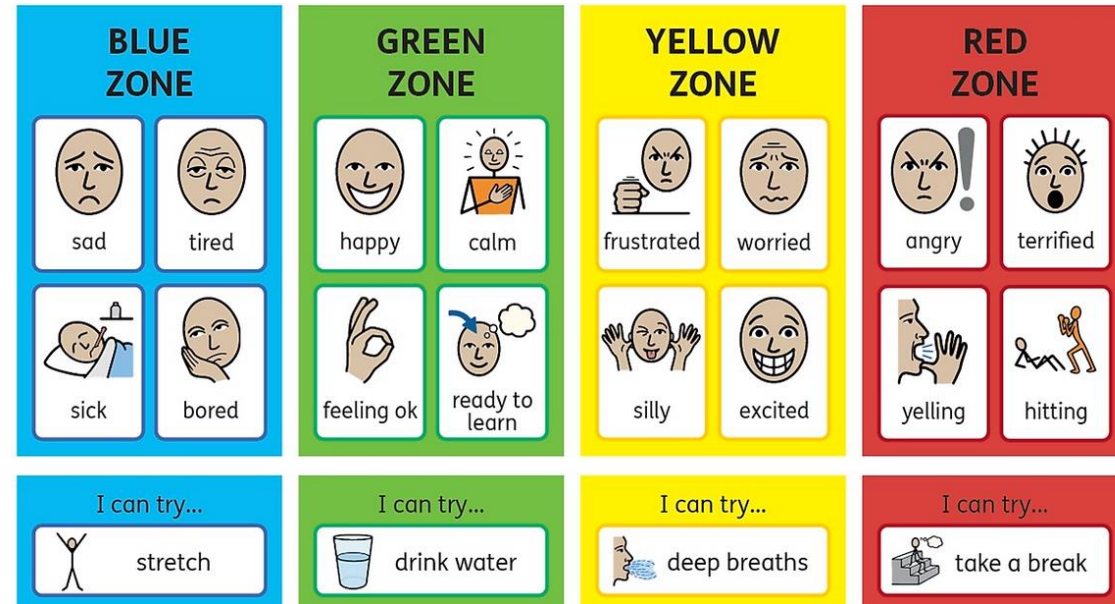 BLUE
ZONE
sad
tired
sick
bored
I can try...
stretch
GREEN
ZONE
happy
calm
feeling ok
ready to
learn
I can try...
drink water
YELLOW
ZONE
frustrated
worried
silly
excited
I can try...
deep breaths
RED
ZONE
angry
terrified
yelling
hitting
I can try...
take a break